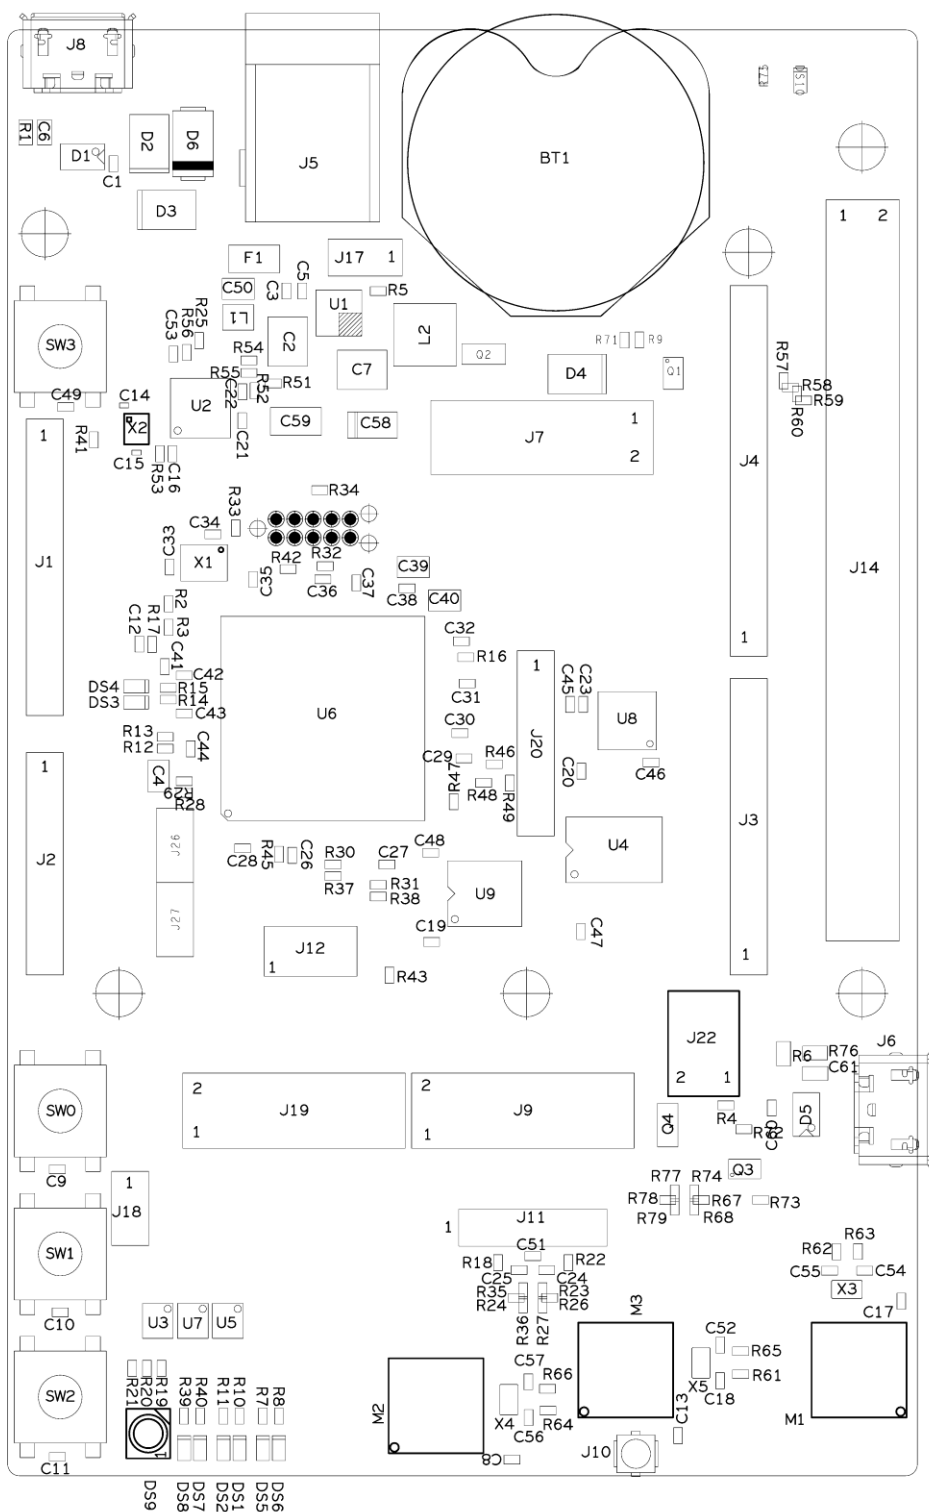 J8
R75
S1
R1
C6
D1
C1
D2
D6
J5
BT1
D3
1 2
F1
J17 1
C50
C3
C5
U1
R5
L1
C2
L2
C7
Q2
R71
R9
D4
Q1
SW3
C53
R56
R25
R54
R55
C22
R52
R51
R57
R58
R59
R60
C49
C14
X2
U2
C21
C59
C58
J7
1
2
1
R41
C15
R53
C16
J4
R34
R33
C34
C33
X1
C35
R42
R32
C36
C37
C39
C38
C40
J1
J14
R2
R3
C12
R17
C41
C42
C32
R16
1
1
DS4
DS3
R15
R14
C43
C31
C45
C23
R13
R12
C44
U6
C30
U8
J20
1
C4
R29
R28
C29
R46
R47
R48
R49
C20
C46
J26
J2
C28
R45
C26
R30
R37
C27
C48
R31
R38
U4
J3
J27
U9
C19
C47
J12
1
R43
1
J22
2 1
R6
R76
C61
J6
SW0
2
J19
1
2
J9
1
Q4
R4
R72
C60
D5
C9
1
J18
R77
R74
Q3
R78
R67
R79
R68
R73
SW1
1
J11
R18
C51
R22
C25
C24
R62
R63
C55
C54
X3
C17
R35
R23
R24
R26
R36
R27
M3
C10
U3
U7
U5
C52
R65
X5
R61
C18
SW2
R21
R20
R19
R39
R40
R11
R10
R7
R8
M2
C57
R66
X4
R64
C56
M1
C13
1
C11
C8
J10
DS9
DS8
DS7
DS2
DS1
DS5
DS6